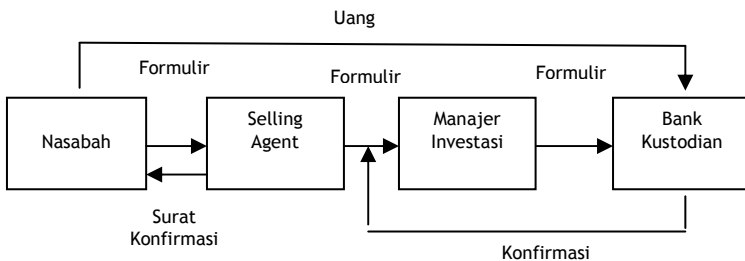 Uang
Formulir
Formulir
Formulir
Nasabah
Selling
Agent
Manajer
Investasi
Bank
Kustodian
Surat
Konfirmasi
Konfirmasi